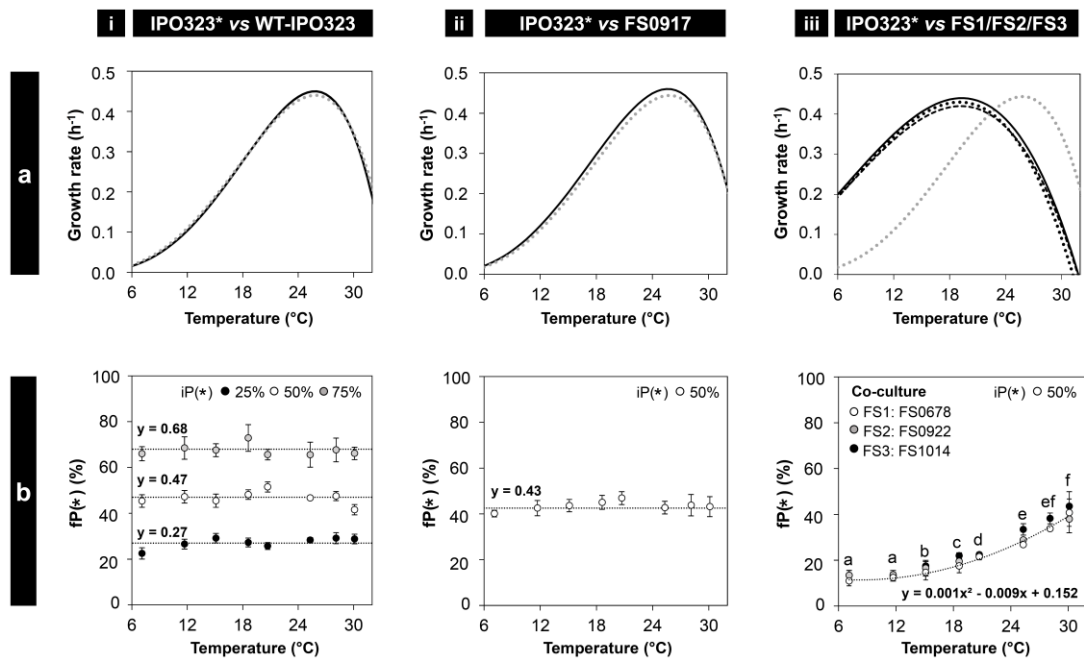 i IPO323* vs WT-IPO323
ii IPO323* vs FS0917
iii IPO323* vs FS1/FS2/FS3
a
Growth rate (h⁻¹)
0.5
0.4
0.3
0.2
0.1
0.0
6 12 18 24 30
Temperature (°C)
Growth rate (h⁻¹)
0.5
0.4
0.3
0.2
0.1
0.0
6 12 18 24 30
Temperature (°C)
Growth rate (h⁻¹)
0.5
0.4
0.3
0.2
0.1
0.0
6 12 18 24 30
Temperature (°C)
b
fP(*) (%)
100
80
60
40
20
0
iP(*) 25% 50% 75%
y = 0.68
y = 0.47
y = 0.27
6 12 18 24 30
Temperature (°C)
fP(*) (%)
100
80
60
40
20
0
iP(*) 50%
y = 0.43
6 12 18 24 30
Temperature (°C)
fP(*) (%)
100
80
60
40
20
0
Co-culture iP(*) 50%
FS1: FS0678
FS2: FS0922
FS3: FS1014
a a b c d e ef f
y = 0.001x² - 0.009x + 0.152
6 12 18 24 30
Temperature (°C)